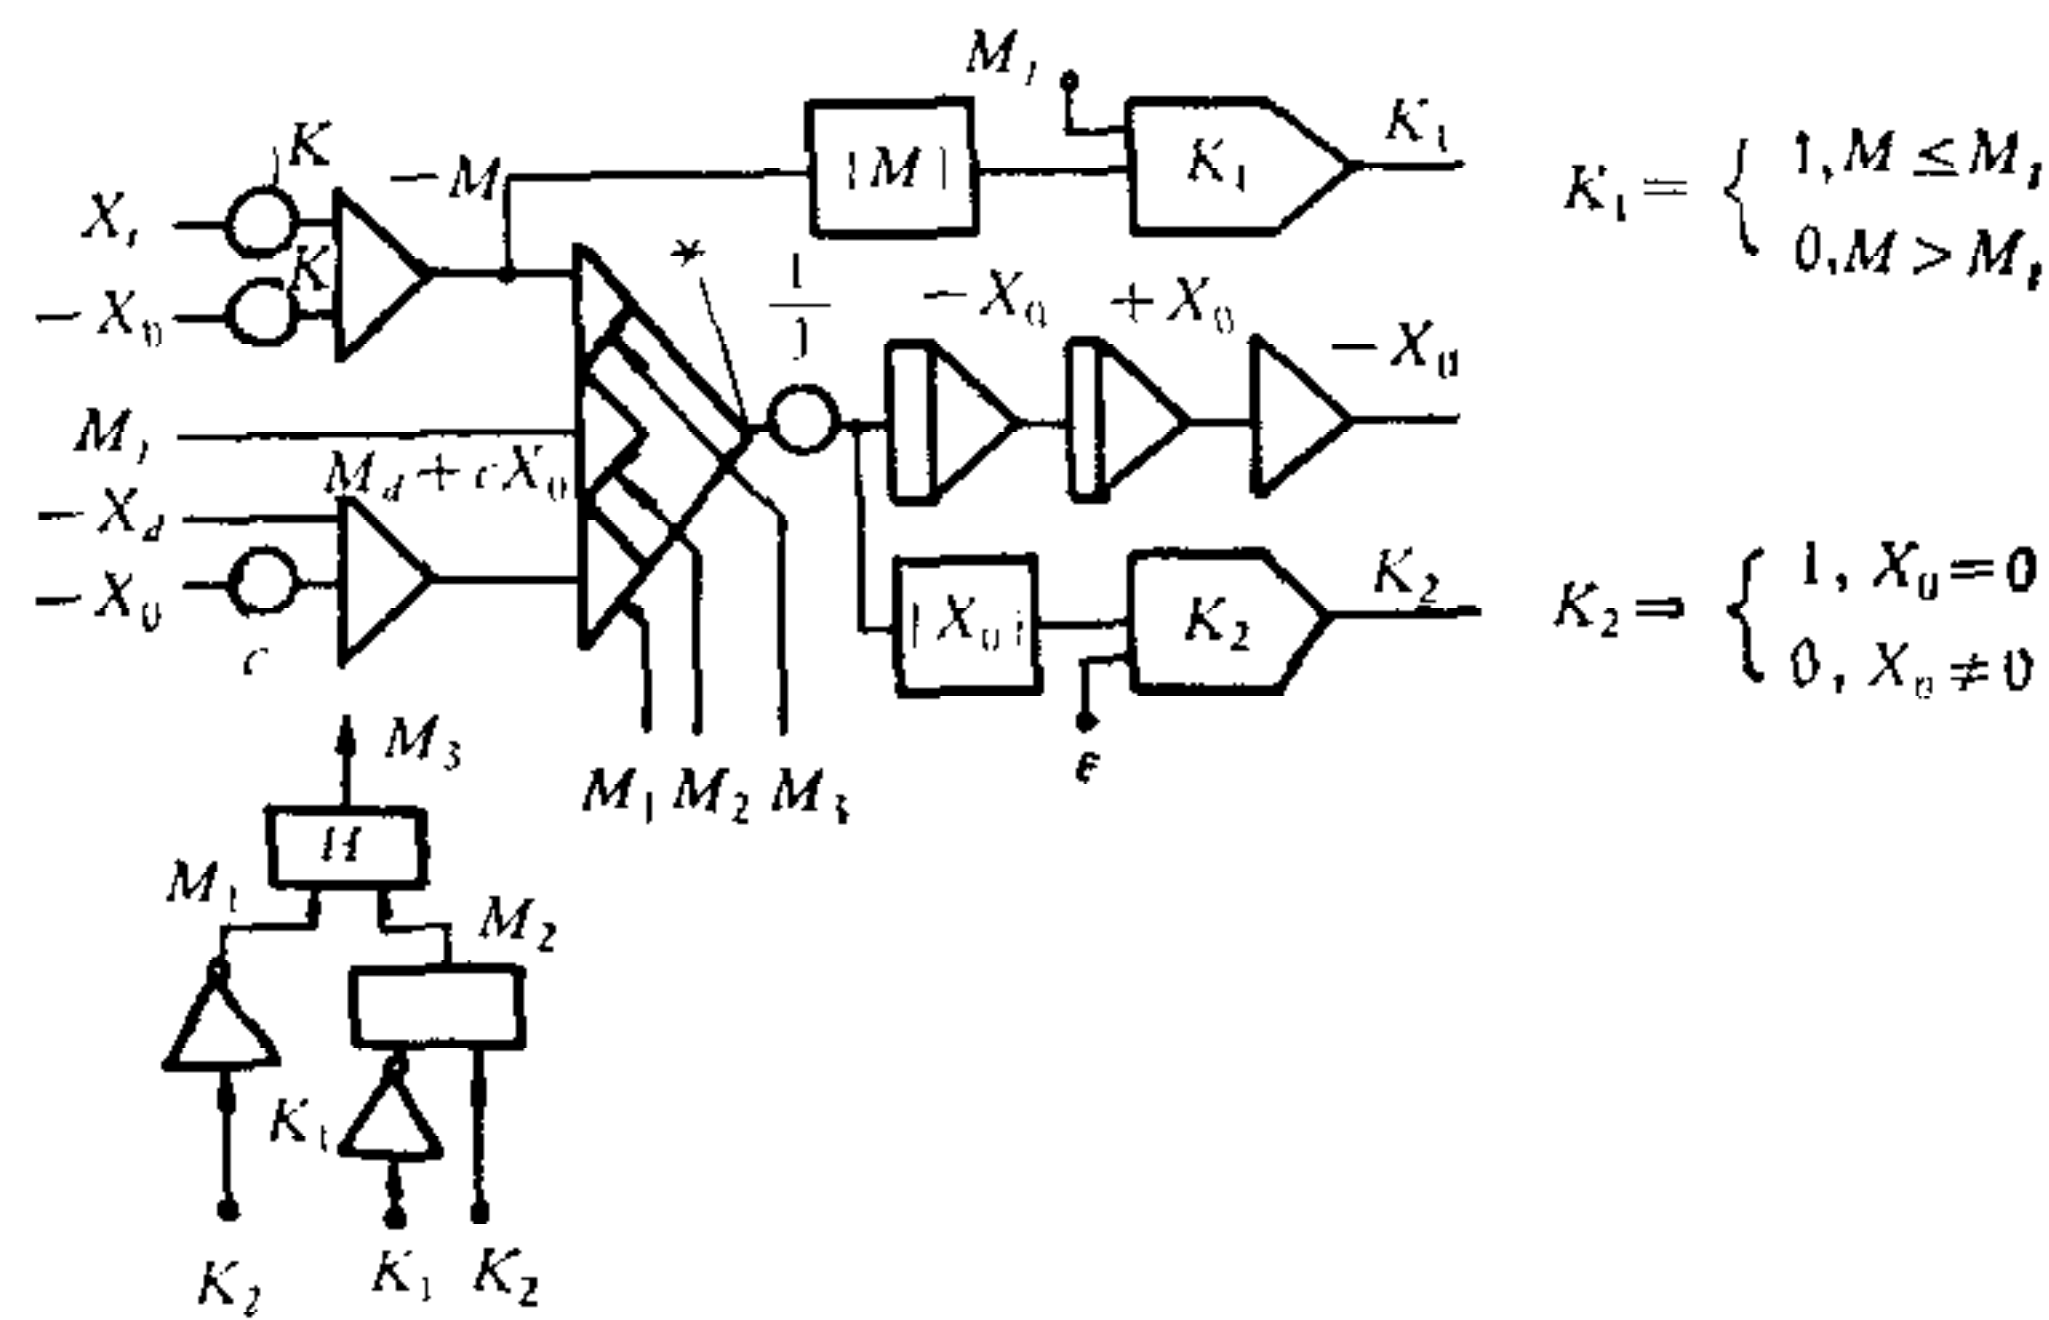 M_f
K
-M
|M|
K_1
K_1
K_1 = { 1, M ≤ M_f
0, M > M_f
X_i
K
-X_0
*
1
J
-X_0
+X_0
-X_0
M_f
M_d + cX_0
-X_d
-X_0
c
|X_0|
K_2
K_2
K_2 = { 1, X_0 = 0
0, X_0 ≠ 0
ε
M_1 M_2 M_3
M_3
H
M_1
M_2
K_1
K_2
K_1
K_2